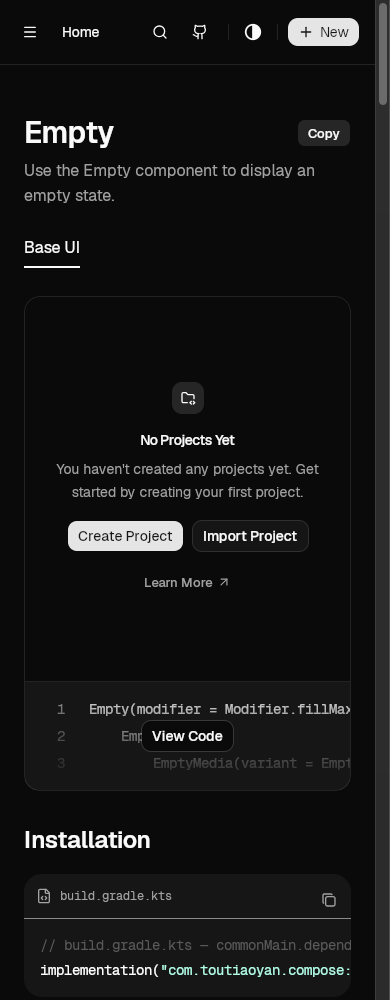 Home
New
Empty
Copy
Use the Empty component to display an
empty state.
Base UI
No Projects Yet
You haven't created any projects yet. Get
started by creating your first project.
Create Project
Import Project
Learn More
1 Empty(modifier = Modifier.fillMax
2 Emp
View Code
3 EmptyMedia(variant = Empt
Installation
build.gradle.kts
// build.gradle.kts — commonMain.depend
implementation("com.toutiaoyan.compose: